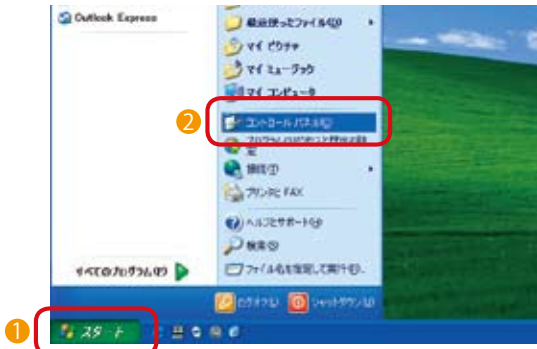 Outlook Express
最近使ったファイル(D)
マイ ピクチャ
マイ ミュージック
マイ コンピュータ
② コントロール パネル(C)
接続(T)
プリンタと FAX
ヘルプとサポート(H)
検索(S)
ファイル名を指定して実行(R)...
すべてのプログラム(P)
ログオフ(L)
シャットダウン(U)
① スタート